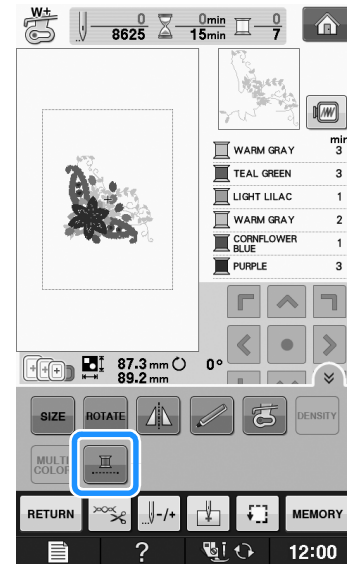 W+
0 0min 0
8625 15min 7
min
WARM GRAY 3
TEAL GREEN 3
LIGHT LILAC 1
WARM GRAY 2
CORNFLOWER
BLUE 1
PURPLE 3
87.3 mm 0°
89.2 mm
SIZE ROTATE DENSITY
MULTI
COLOR
RETURN -/+ MEMORY
? 12:00